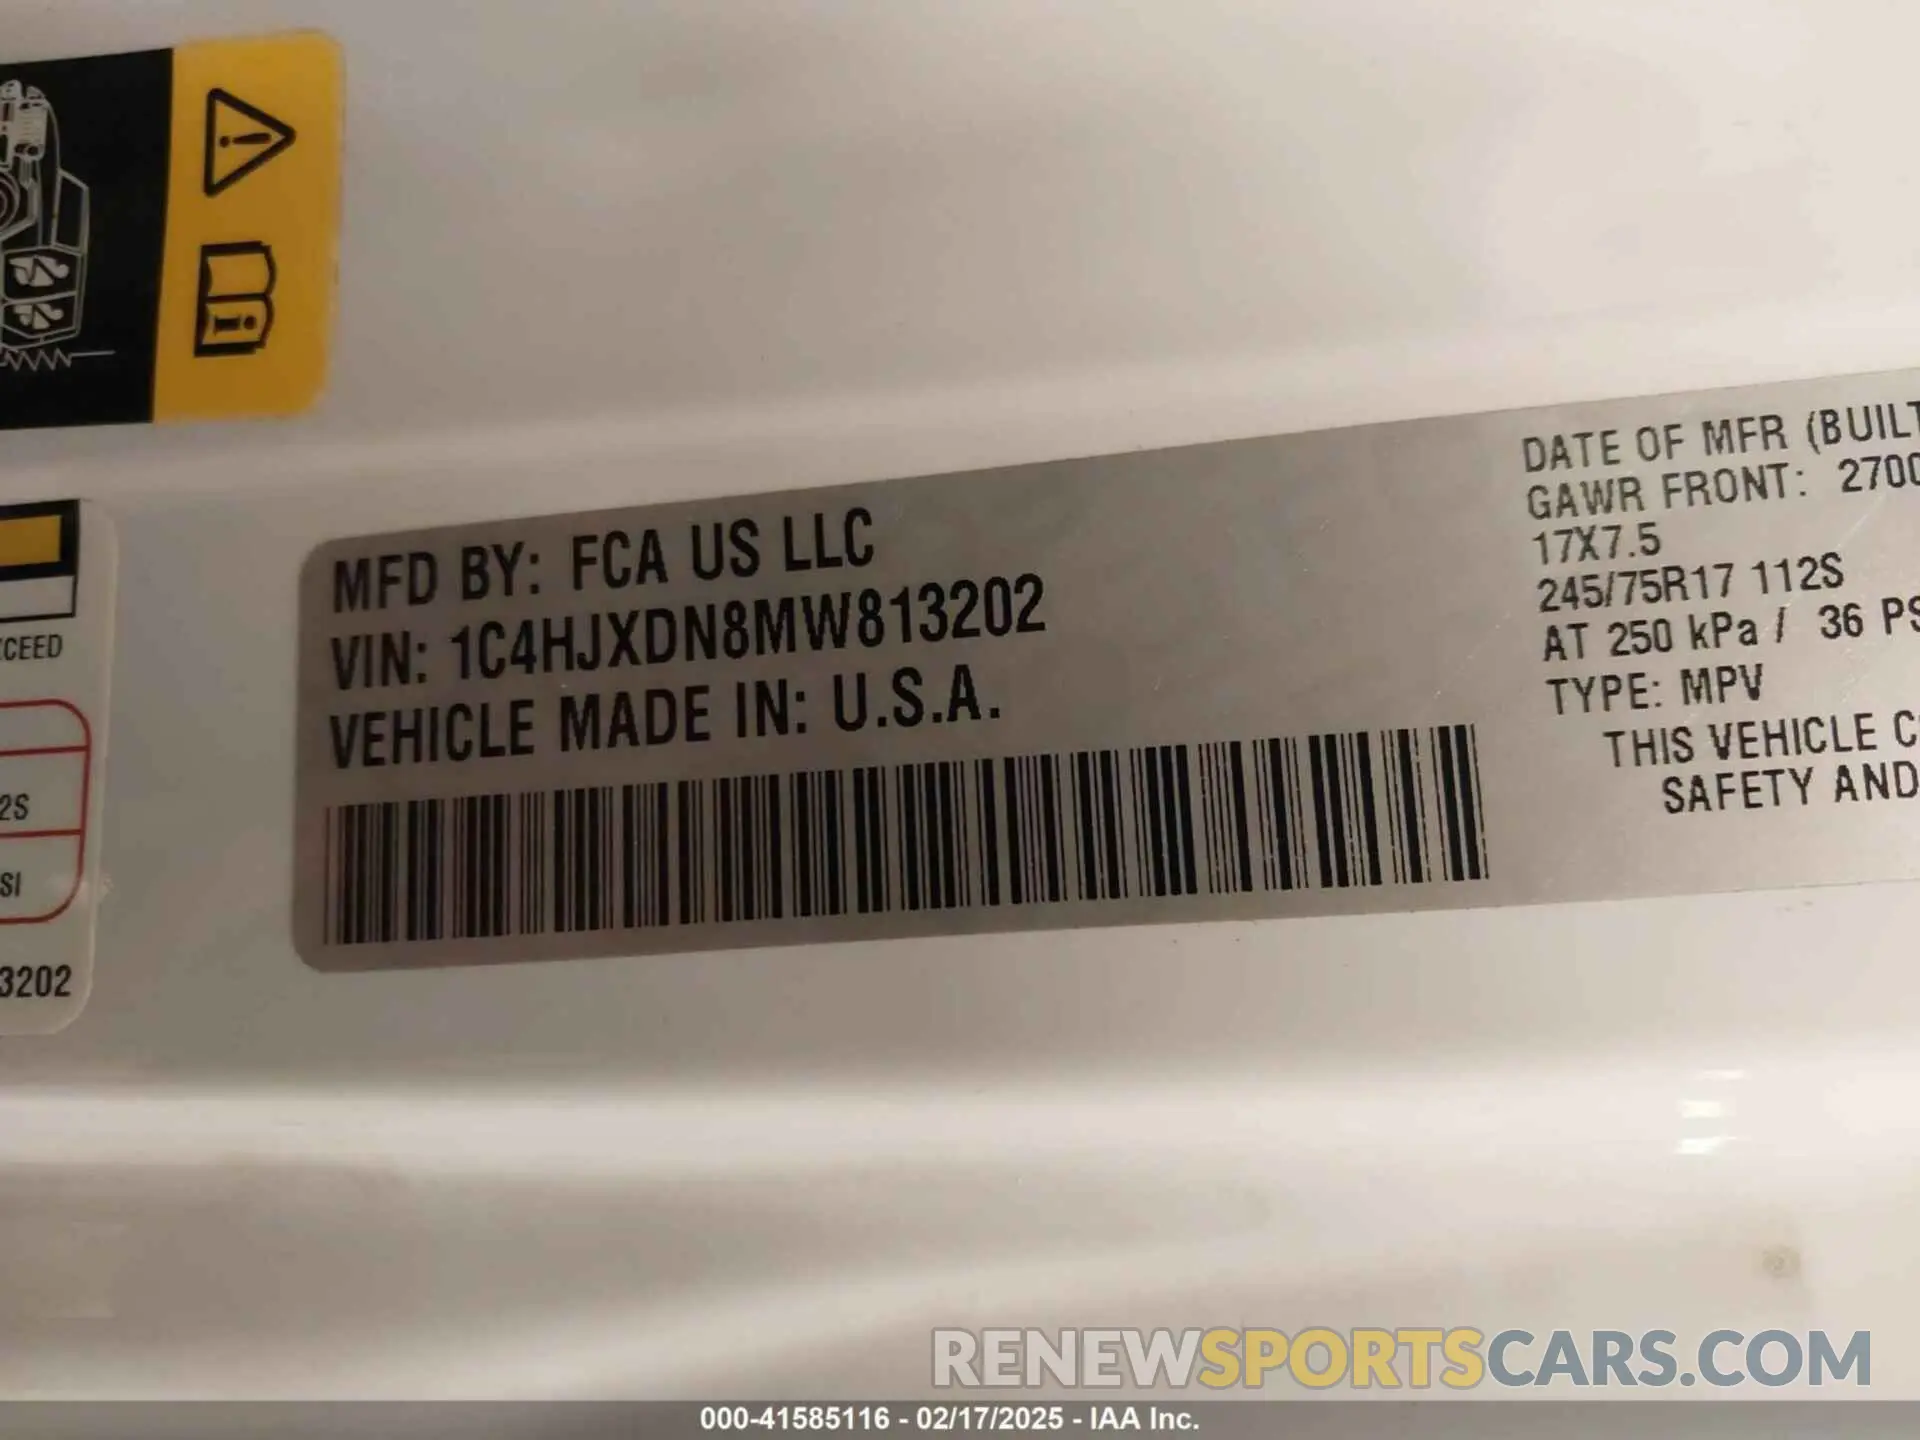 MFD BY: FCA US LLC
VIN: 1C4HJXDN8MW813202
VEHICLE MADE IN: U.S.A.
DATE OF MFR (BUILT
GAWR FRONT: 2700
17X7.5
245/75R17 112S
AT 250 kPa / 36 PS
TYPE: MPV
THIS VEHICLE C
SAFETY AND
XCEED
2S
SI
3202
RENEWSPORTSCARS.COM
000-41585116 - 02/17/2025 - IAA Inc.